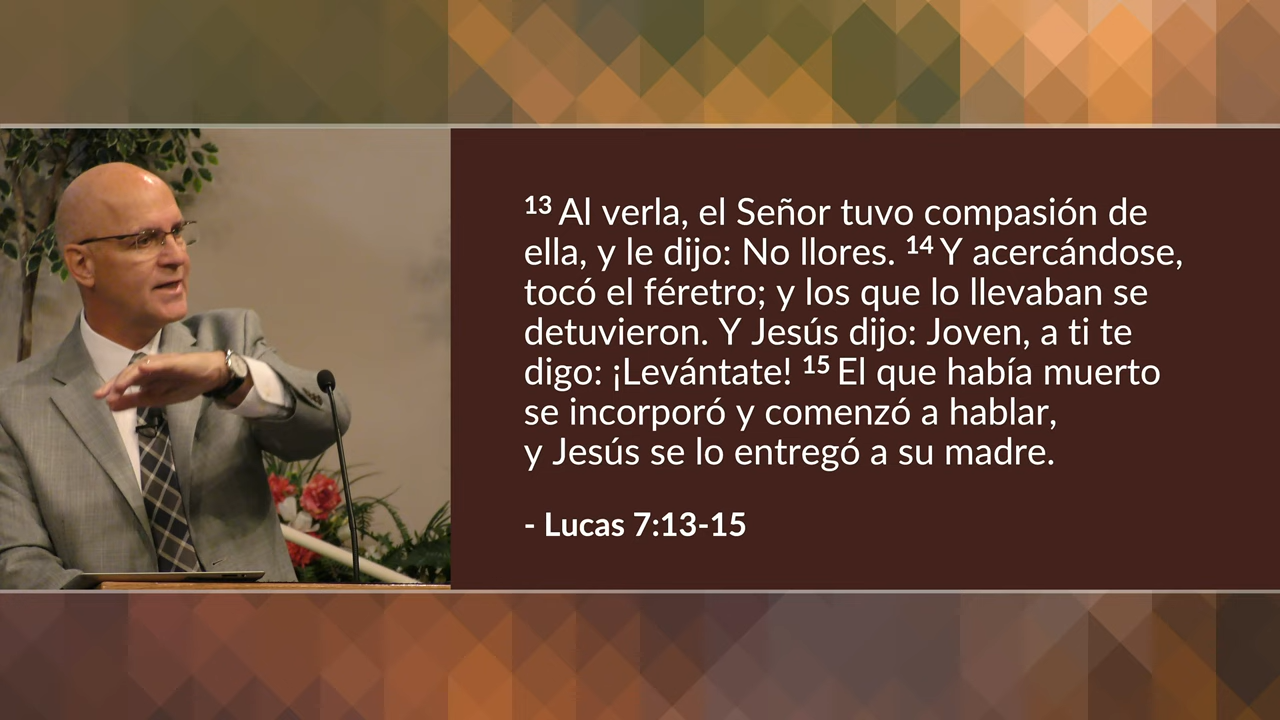 13 Al verla, el Señor tuvo compasión de
ella, y le dijo: No llores. 14 Y acercándose,
tocó el féretro; y los que lo llevaban se
detuvieron. Y Jesús dijo: Joven, a ti te
digo: ¡Levántate! 15 El que había muerto
se incorporó y comenzó a hablar,
y Jesús se lo entregó a su madre.
- Lucas 7:13-15